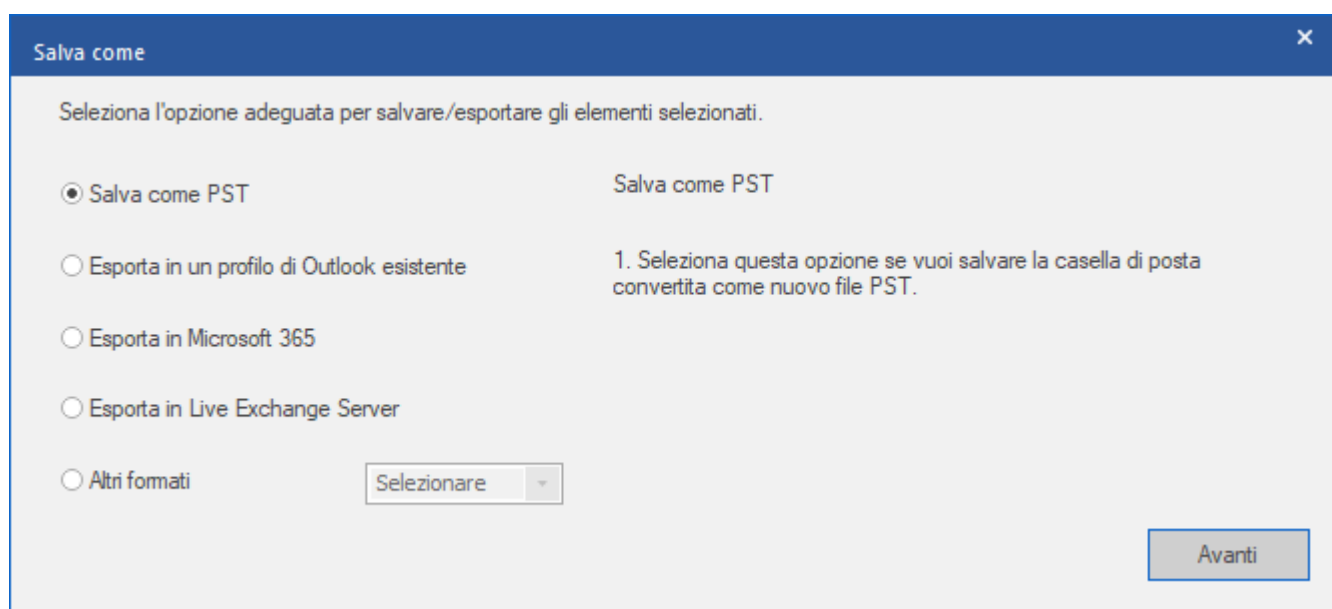 Salva come
Seleziona l'opzione adeguata per salvare/esportare gli elementi selezionati.
Salva come PST
Esporta in un profilo di Outlook esistente
Esporta in Microsoft 365
Esporta in Live Exchange Server
Altri formati
Selezionare
Salva come PST
1. Seleziona questa opzione se vuoi salvare la casella di posta
convertita come nuovo file PST.
Avanti